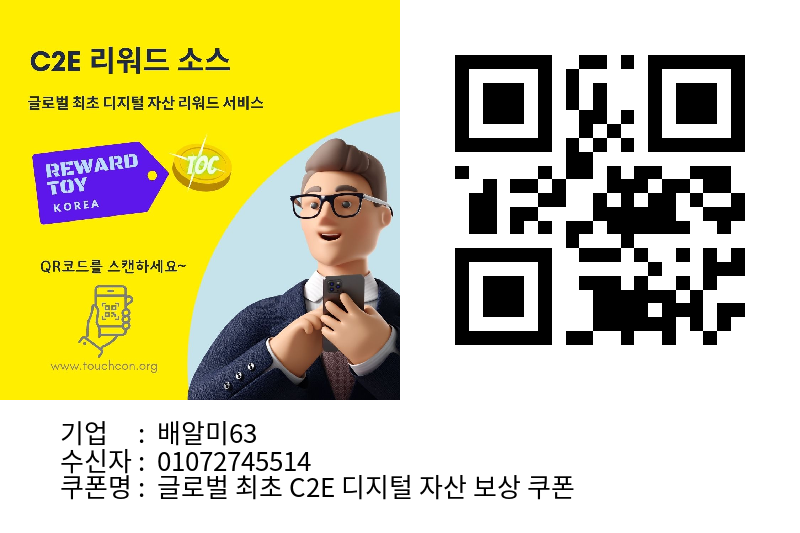 C2E 리워드 소스
글로벌 최초 디지털 자산 리워드 서비스
REWARD
TOY
KOREA
TOC
QR코드를 스캔하세요~
www.touchcon.org
기업 : 배알미63
수신자 : 01072745514
쿠폰명 : 글로벌 최초 C2E 디지털 자산 보상 쿠폰